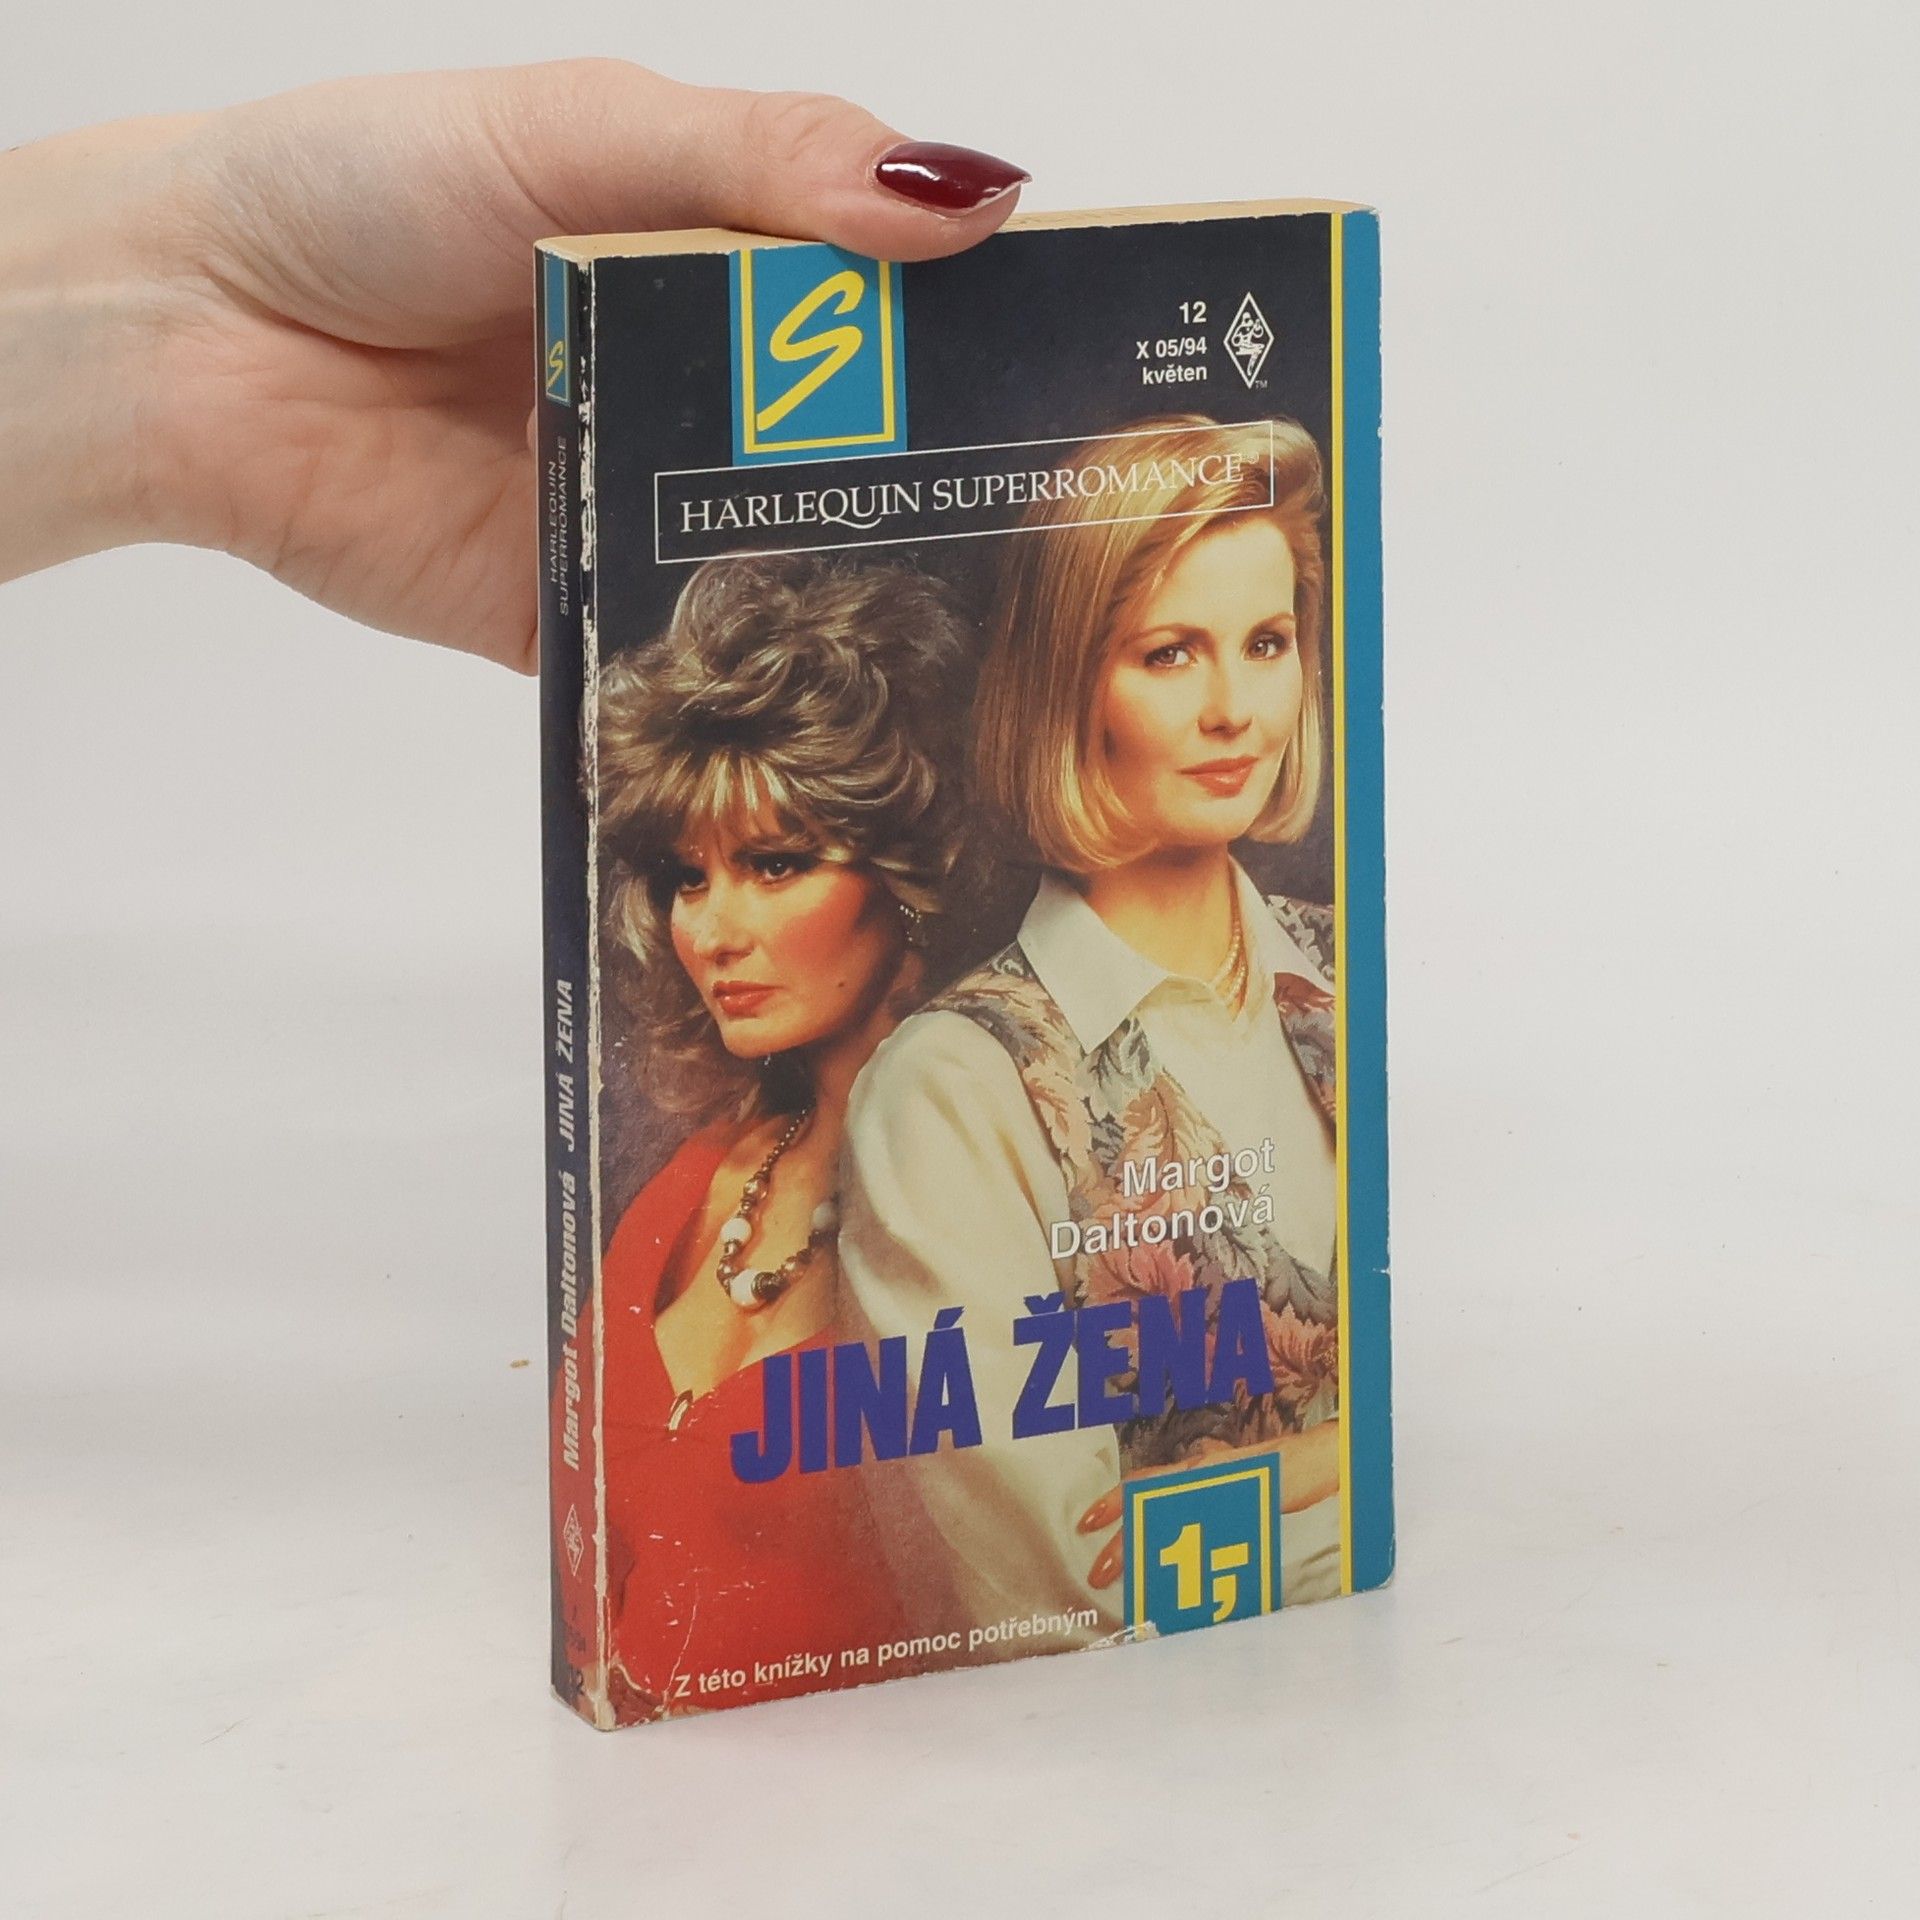 S
12
X 05/94
květen
TM
HARLEQUIN SUPERROMANCE®
Margot
Daltonová
JINÁ ŽENA
1,-
Z této knížky na pomoc potřebným
S
HARLEQUIN
SUPERROMANCE
Margot Daltonová JINÁ ŽENA